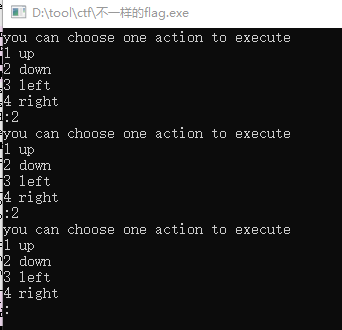 D:\tool\ctf\不一样的flag.exe
you can choose one action to execute
1 up
2 down
3 left
4 right
:2
you can choose one action to execute
1 up
2 down
3 left
4 right
:2
you can choose one action to execute
1 up
2 down
3 left
4 right
: